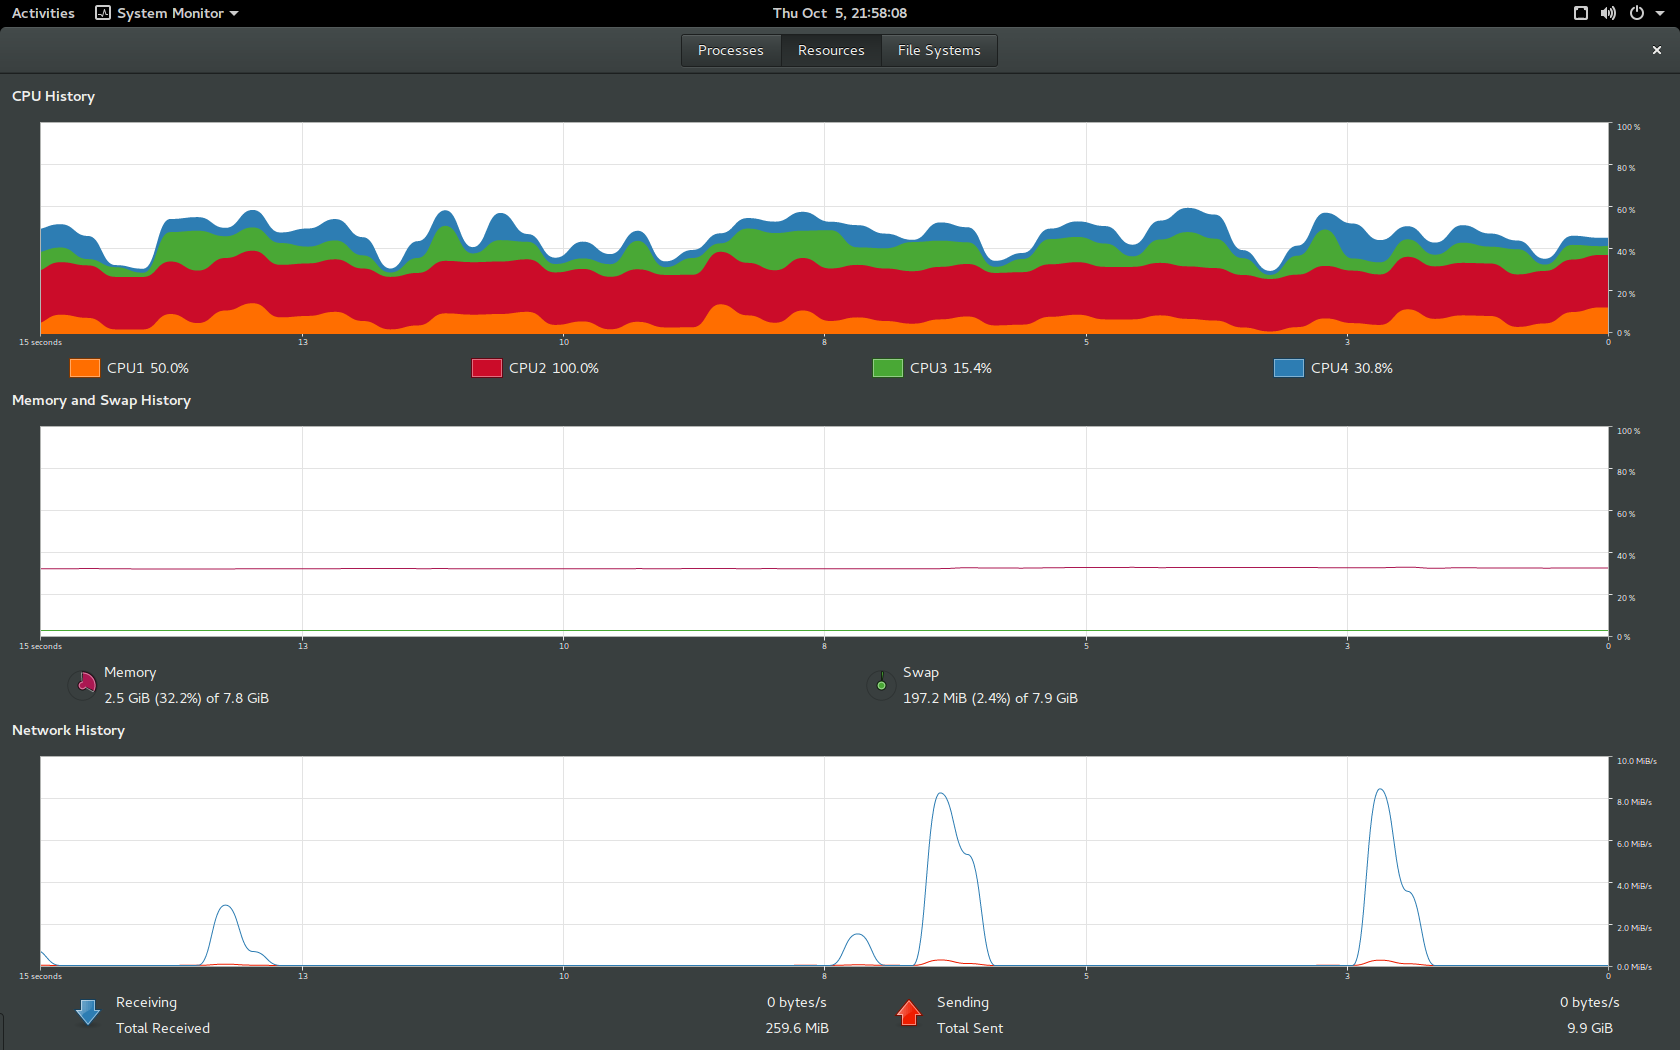 Activities System Monitor Thu Oct 5, 21:58:08
Processes Resources File Systems
CPU History
100 %
80 %
60 %
40 %
20 %
0 %
15 seconds 13 10 8 5 3 0
CPU1 50.0% CPU2 100.0% CPU3 15.4% CPU4 30.8%
Memory and Swap History
100 %
80 %
60 %
40 %
20 %
0 %
15 seconds 13 10 8 5 3 0
Memory Swap
2.5 GiB (32.2%) of 7.8 GiB 197.2 MiB (2.4%) of 7.9 GiB
Network History
10.0 MiB/s
8.0 MiB/s
6.0 MiB/s
4.0 MiB/s
2.0 MiB/s
0.0 MiB/s
15 seconds 13 10 8 5 3 0
Receiving 0 bytes/s Sending 0 bytes/s
Total Received 259.6 MiB Total Sent 9.9 GiB